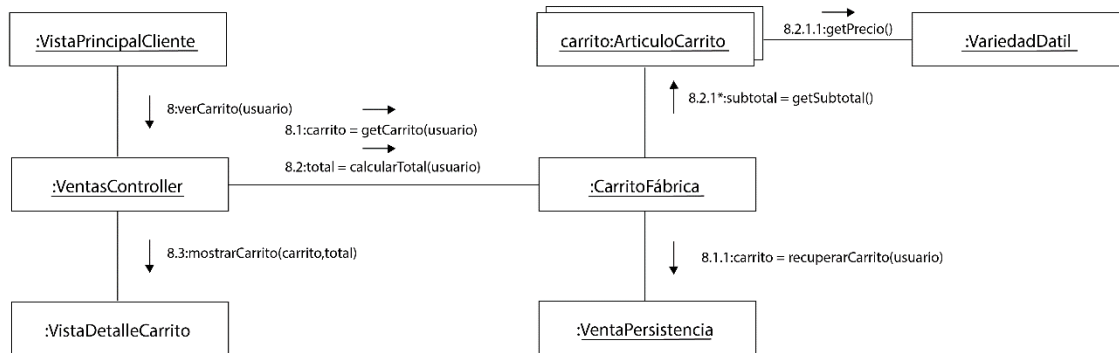 :VistaPrincipalCliente
carrito:ArticuloCarrito
8.2.1.1:getPrecio()
:VariedadDatil
8:verCarrito(usuario)
8.1:carrito = getCarrito(usuario)
8.2:total = calcularTotal(usuario)
8.2.1*:subtotal = getSubtotal()
:VentasController
:CarritoFábrica
8.3:mostrarCarrito(carrito,total)
8.1.1:carrito = recuperarCarrito(usuario)
:VistaDetalleCarrito
:VentaPersistencia